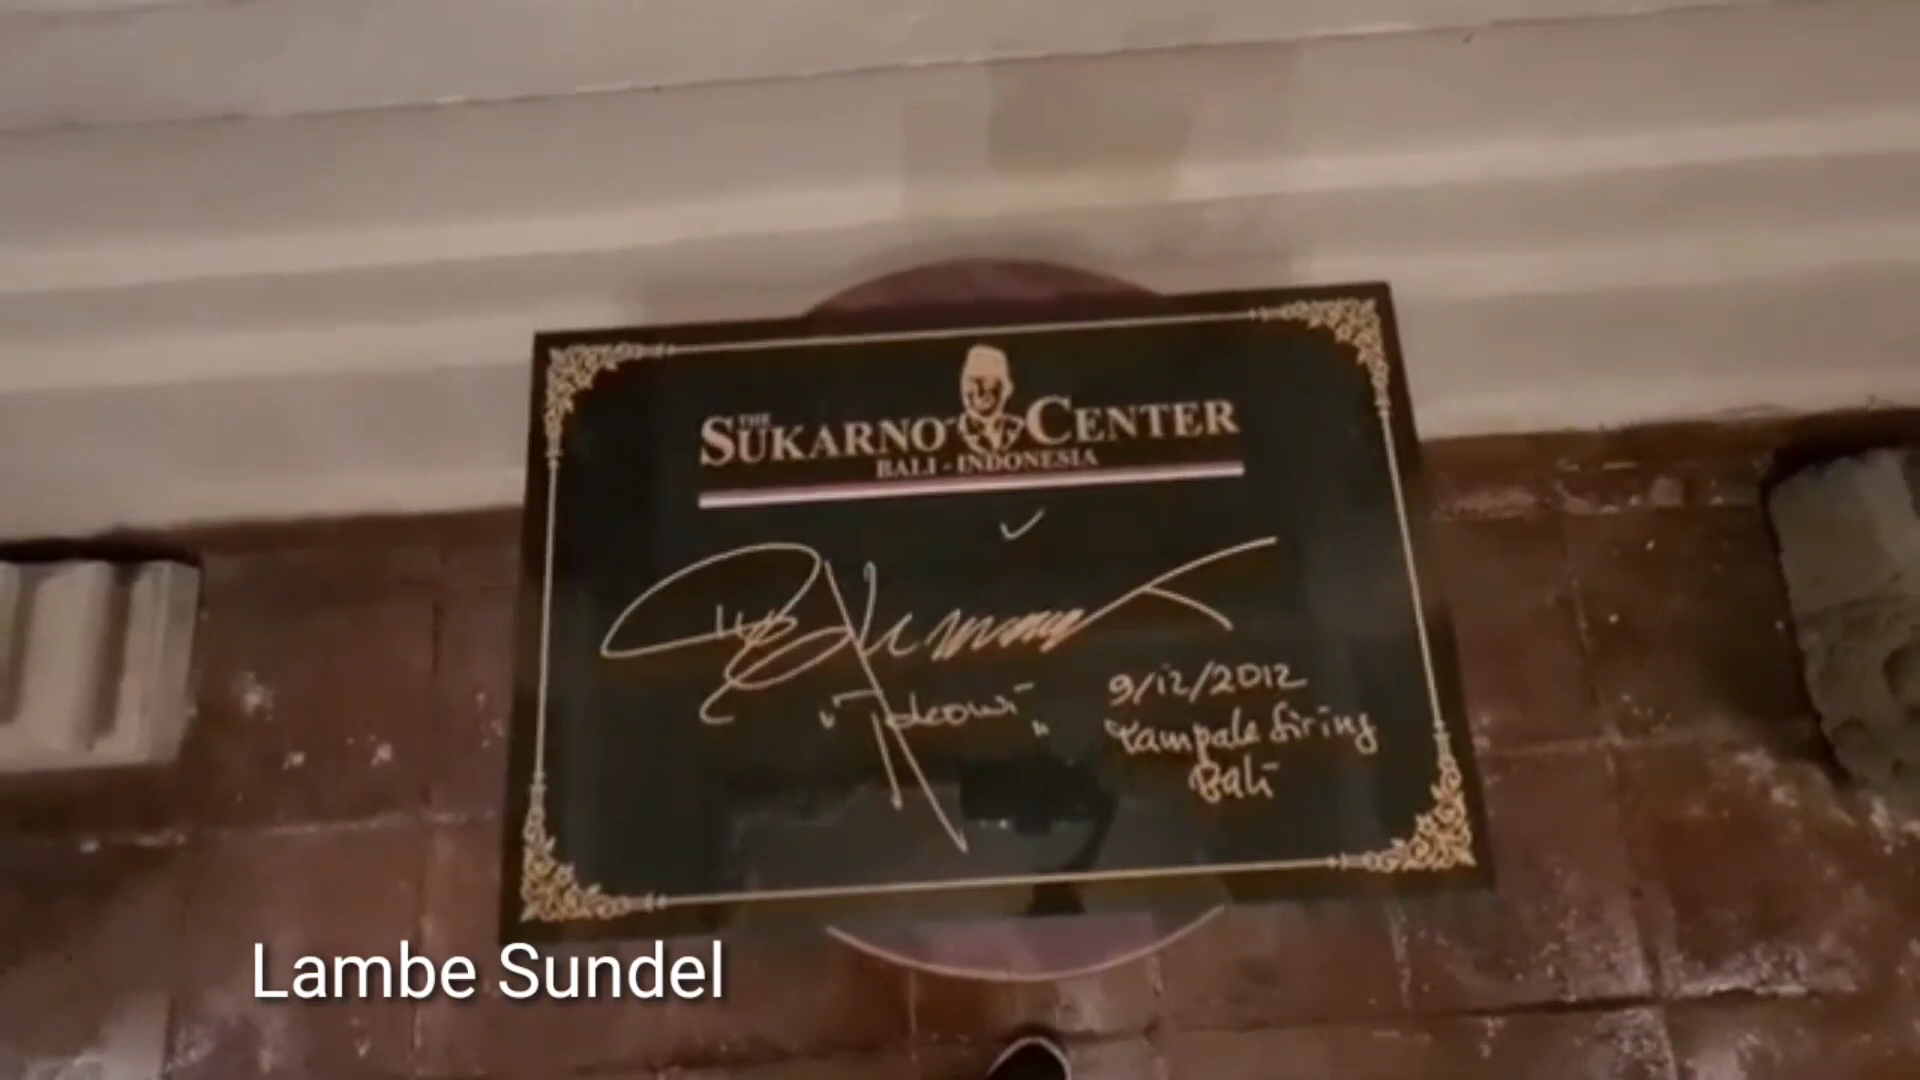 THE
SUKARNO CENTER
BALI - INDONESIA
"Jokowi"
9/12/2012
Tampak Siring
Bali
Lambe Sundel